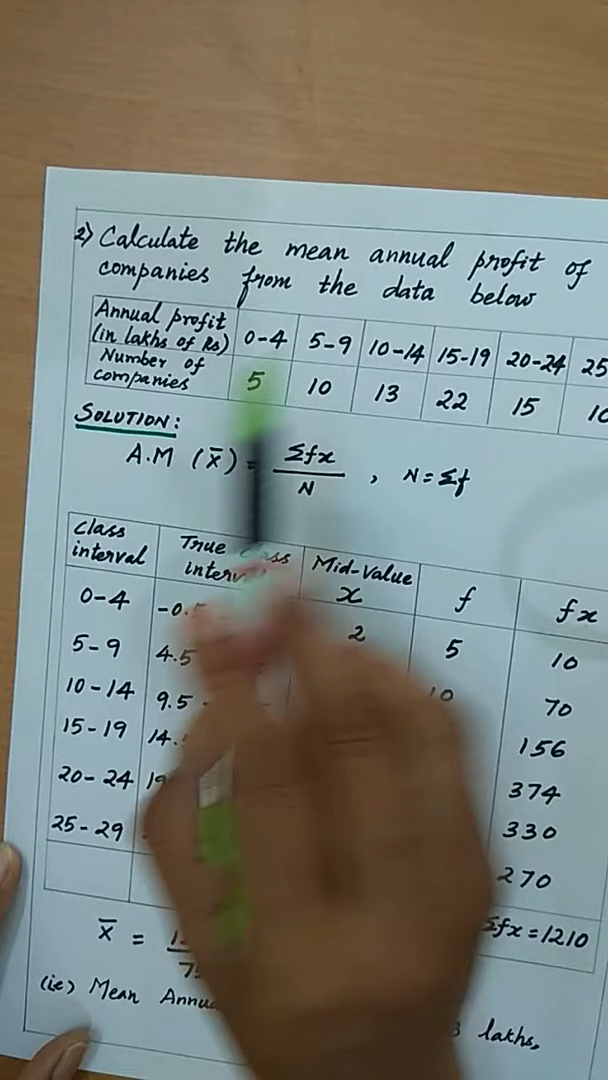 2) Calculate the mean annual profit of
companies from the data below
Annual profit (in lakhs of Rs) 0-4 5-9 10-14 15-19 20-24 25
Number of companies 5 10 13 22 15
SOLUTION:
A.M (x̄) = Σfx / N , N = Σf
Class interval True class Mid-value x f fx
0-4 2 5 10
5-9 4.5 70
10-14 9.5 156
15-19 374
20-24 330
25-29 270
Σfx = 1210
x̄ =
(ie) Mean lakhs,